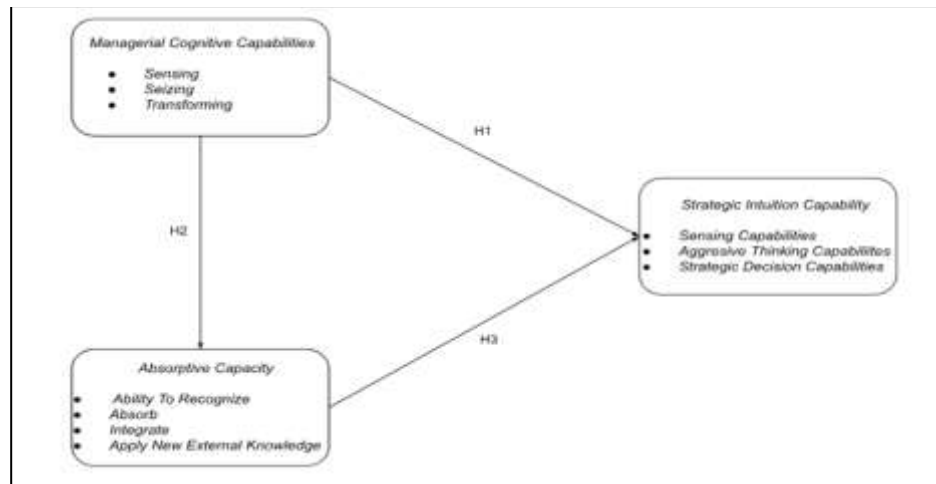 Managerial Cognitive Capabilities
• Sensing
• Seizing
• Transforming
H1
H2
Strategic Intuition Capability
• Sensing Capabilities
• Aggresive Thinking Capabiliites
• Strategic Decision Capabilities
H3
Absorptive Capacity
• Ability To Recognize
• Absorb
• Integrate
• Apply New External Knowledge